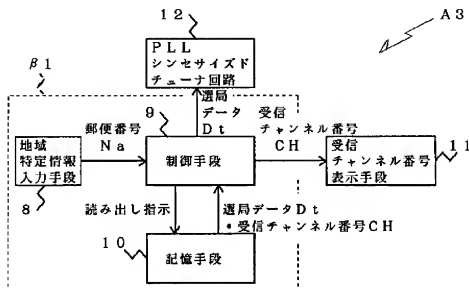 12
A3
PLL
シンセサイズド
チューナ回路
β1
選局
データ
Dt
9
郵便番号
Na
受信
チャンネル番号
CH
地域
特定情報
入力手段
制御手段
受信
チャンネル番号
表示手段
11
8
読み出し指示
選局データDt
・受信チャンネル番号CH
10
記憶手段